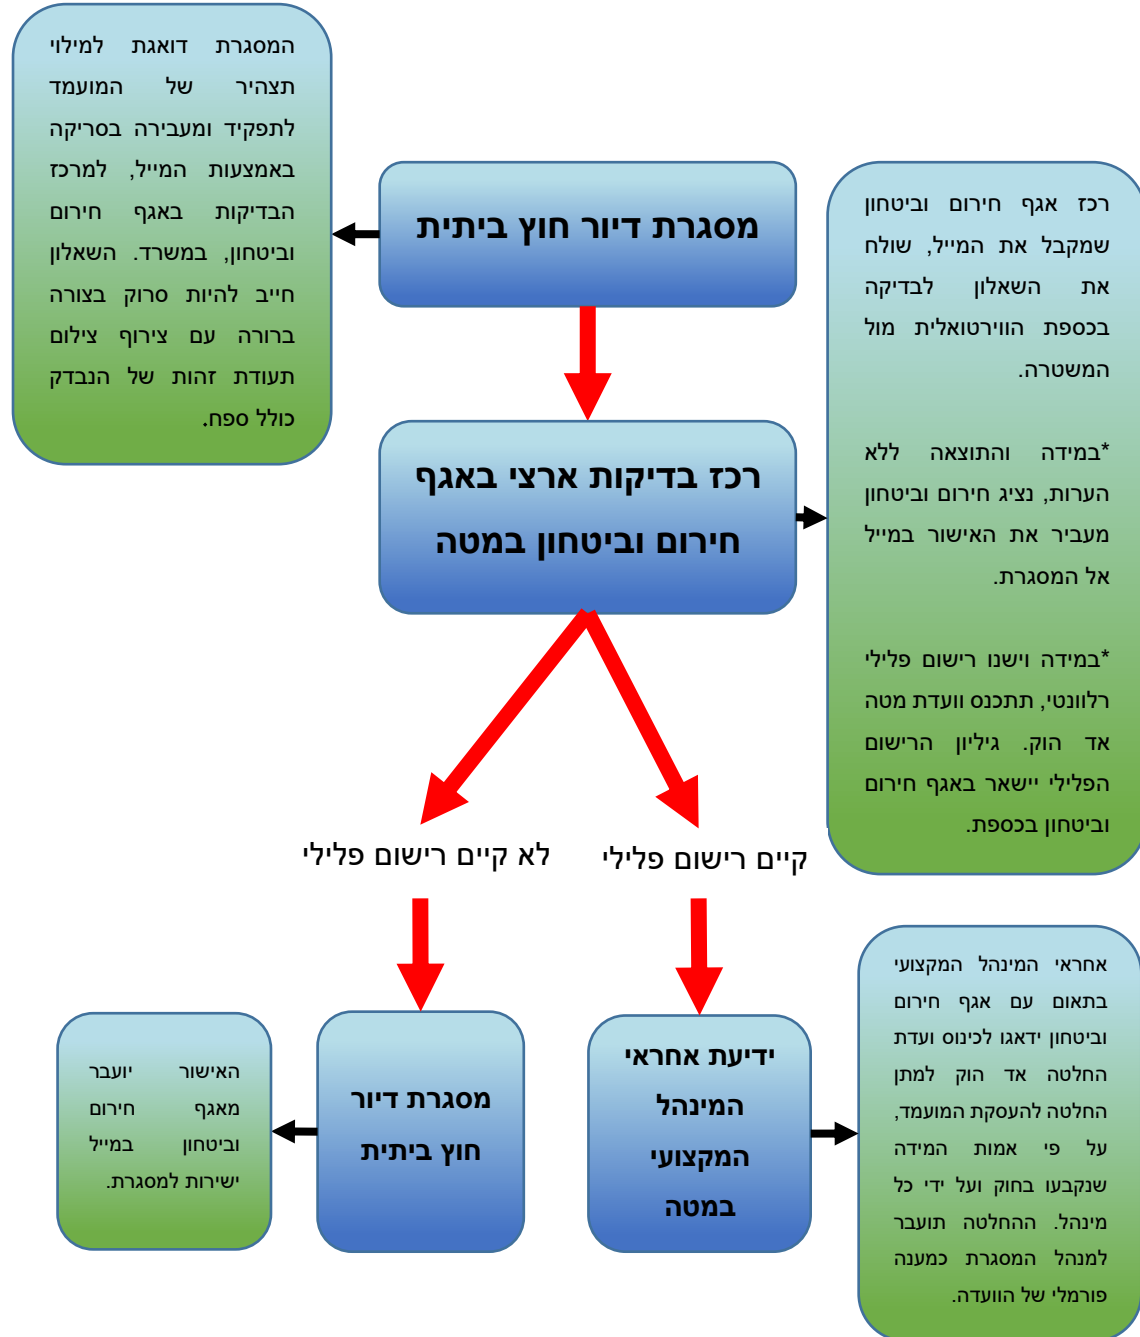 המסגרת דואגת למילוי
תצהיר של המועמד
לתפקיד ומעבירה בסריקה
באמצעות המייל, למרכז
הבדיקות באגף חירום
וביטחון, במשרד. השאלון
חייב להיות סרוק בצורה
ברורה עם צירוף צילום
תעודת זהות של הנבדק
כולל ספח.
מסגרת דיור חוץ ביתית
רכז אגף חירום וביטחון
שמקבל את המייל, שולח
את השאלון לבדיקה
בכספת הווירטואלית מול
המשטרה.
*במידה והתוצאה ללא
הערות, נציג חירום וביטחון
מעביר את האישור במייל
אל המסגרת.
*במידה וישנו רישום פלילי
רלוונטי, תתכנס וועדת מטה
אד הוק. גיליון הרישום
הפלילי יישאר באגף חירום
וביטחון בכספת.
רכז בדיקות ארצי באגף
חירום וביטחון במטה
קיים רישום פלילי
לא קיים רישום פלילי
אחראי המינהל המקצועי
בתאום עם אגף חירום
וביטחון ידאגו לכינוס ועדת
החלטה אד הוק למתן
החלטה להעסקת המועמד,
על פי אמות המידה
שנקבעו בחוק ועל ידי כל
מינהל. ההחלטה תועבר
למנהל המסגרת כמענה
פורמלי של הוועדה.
ידיעת אחראי
המינהל
המקצועי
במטה
מסגרת דיור
חוץ ביתית
האישור יועבר
מאגף חירום
וביטחון במייל
ישירות למסגרת.